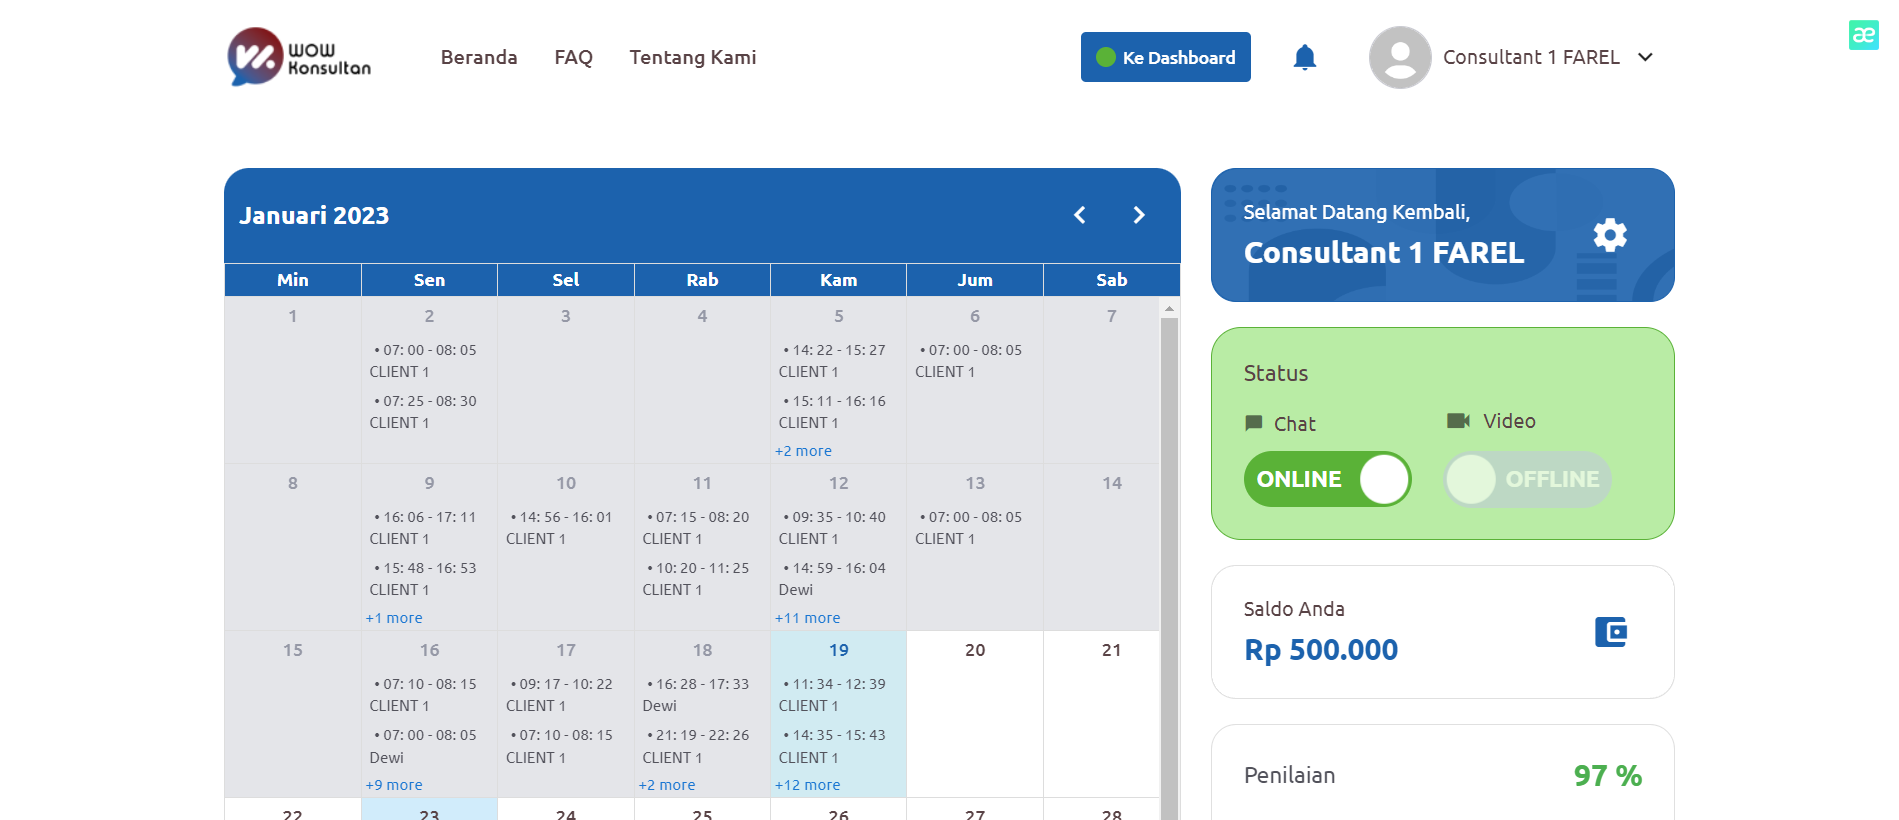 WOW
Konsultan
Beranda
FAQ
Tentang Kami
Ke Dashboard
Consultant 1 FAREL
æ
Januari 2023
Min
Sen
Sel
Rab
Kam
Jum
Sab
1
2
• 07: 00 - 08: 05
CLIENT 1
• 07: 25 - 08: 30
CLIENT 1
3
4
5
• 14: 22 - 15: 27
CLIENT 1
• 15: 11 - 16: 16
CLIENT 1
+2 more
6
• 07: 00 - 08: 05
CLIENT 1
7
8
9
• 16: 06 - 17: 11
CLIENT 1
• 15: 48 - 16: 53
CLIENT 1
+1 more
10
• 14: 56 - 16: 01
CLIENT 1
11
• 07: 15 - 08: 20
CLIENT 1
• 10: 20 - 11: 25
CLIENT 1
12
• 09: 35 - 10: 40
CLIENT 1
• 14: 59 - 16: 04
Dewi
+11 more
13
• 07: 00 - 08: 05
CLIENT 1
14
15
16
• 07: 10 - 08: 15
CLIENT 1
• 07: 00 - 08: 05
Dewi
+9 more
17
• 09: 17 - 10: 22
CLIENT 1
• 07: 10 - 08: 15
CLIENT 1
18
• 16: 28 - 17: 33
Dewi
• 21: 19 - 22: 26
CLIENT 1
+2 more
19
• 11: 34 - 12: 39
CLIENT 1
• 14: 35 - 15: 43
CLIENT 1
+12 more
20
21
22
23
24
25
26
27
28
Selamat Datang Kembali,
Consultant 1 FAREL
Status
Chat
Video
ONLINE
OFFLINE
Saldo Anda
Rp 500.000
Penilaian
97 %